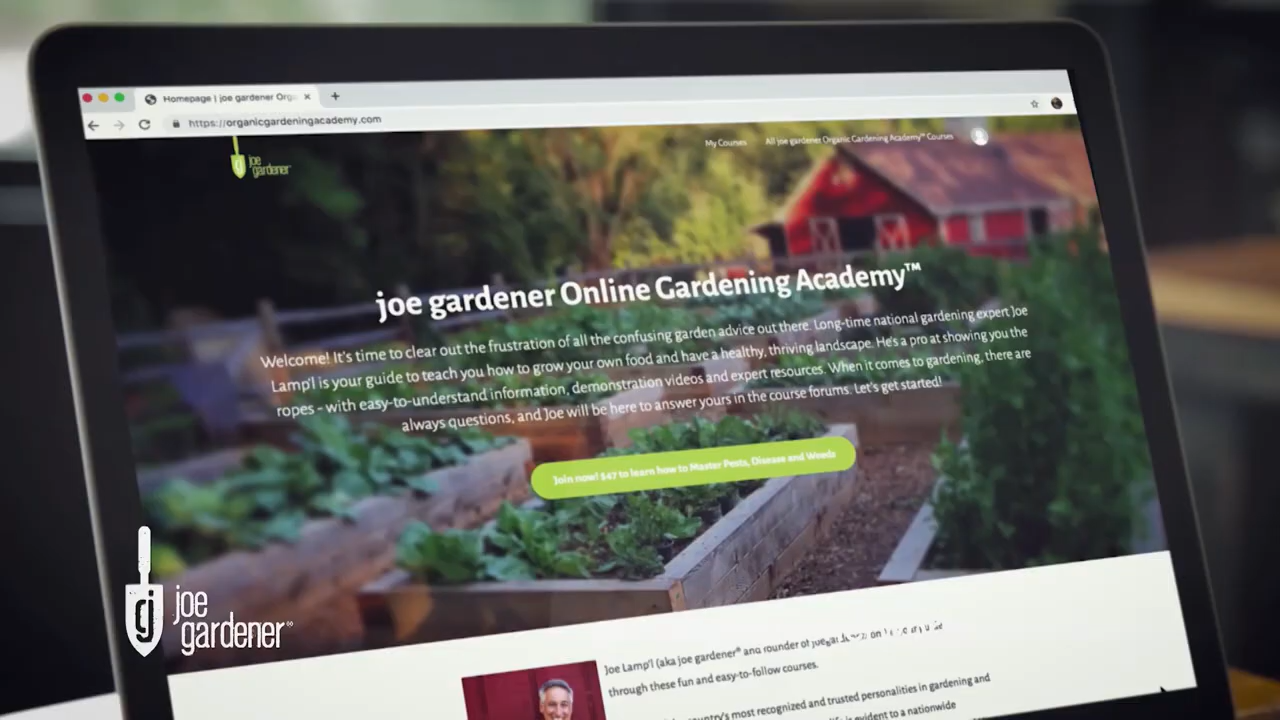 Homepage | joe gardener Orga
https://organicgardeningacademy.com
joe
gardener
My Courses
All joe gardener Organic Gardening Academy™ Courses
joe gardener Online Gardening Academy™
Welcome! It's time to clear out the frustration of all the confusing garden advice out there. Long-time national gardening expert Joe
Lamp'l is your guide to teach you how to grow your own food and have a healthy, thriving landscape. He's a pro at showing you the
ropes - with easy-to-understand information, demonstration videos and expert resources. When it comes to gardening, there are
always questions, and Joe will be here to answer yours in the course forums. Let's get started!
Join now! $47 to learn how to Master Pests, Disease and Weeds
gj
joe
gardener®
Joe Lamp'l (aka joe gardener® and founder of
through these fun and easy-to-follow courses.
country's most recognized and trusted personalities in gardening and
life is evident to a nationwide